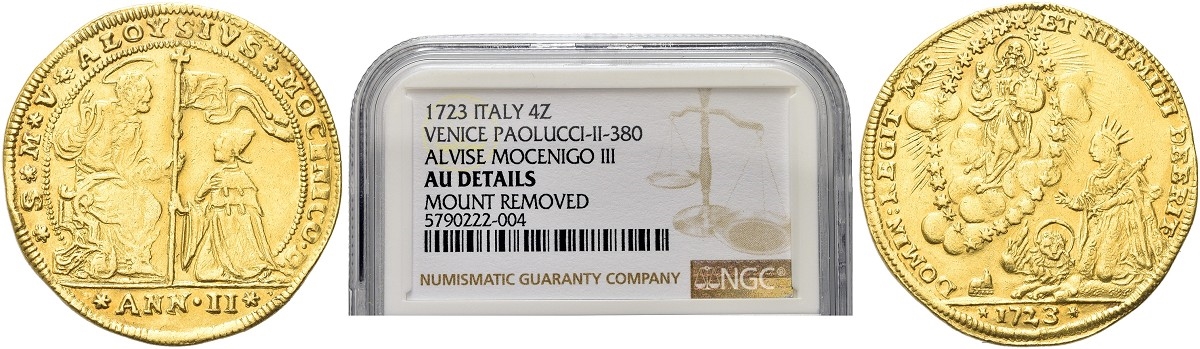 * S * M * V * ALOYSIVS * MOCENICO * D
* ANN · II *
1723 ITALY 4Z
VENICE PAOLUCCI-II-380
ALVISE MOCENIGO III
AU DETAILS
MOUNT REMOVED
5790222-004
NUMISMATIC GUARANTY COMPANY
NGC®
DOMIN: REGIT ME ET NIH: MIHI DEERIT
* 1723 *